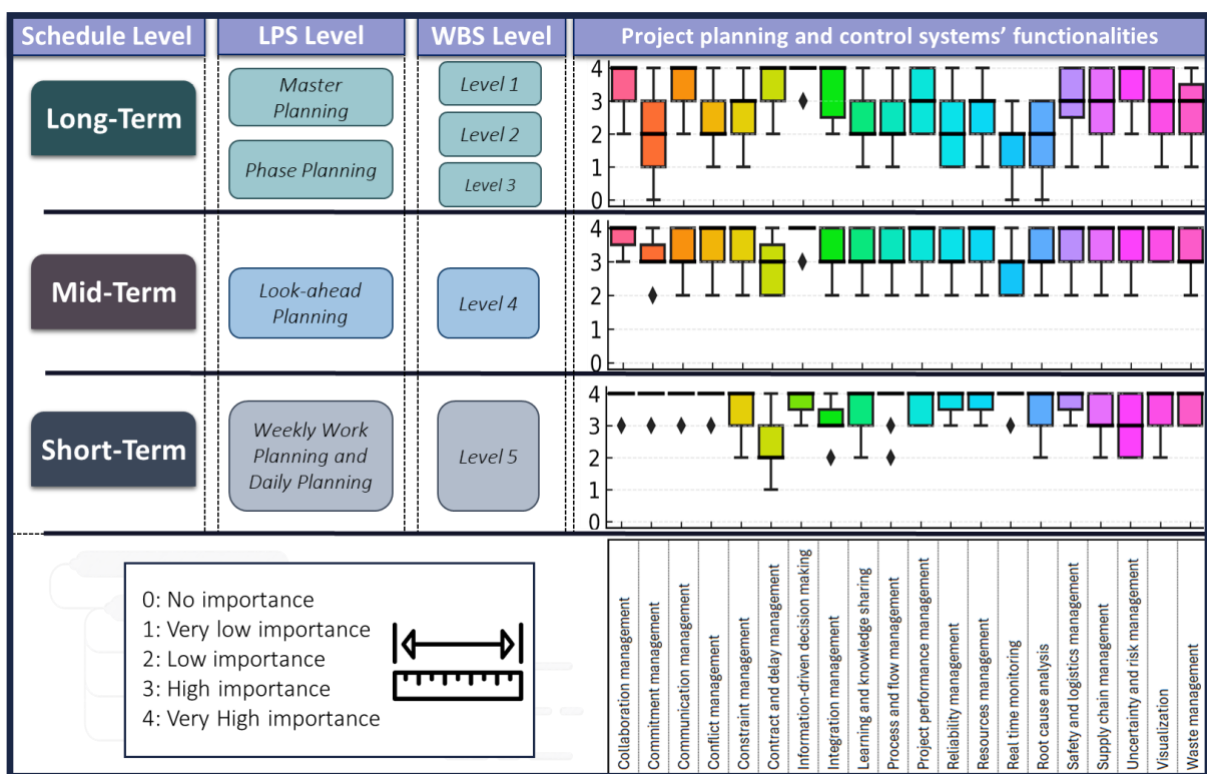 Schedule Level
LPS Level
WBS Level
Project planning and control systems' functionalities
Long-Term
Master
Planning
Phase Planning
Level 1
Level 2
Level 3
4
3
2
1
0
Mid-Term
Look-ahead
Planning
Level 4
4
3
2
1
0
Short-Term
Weekly Work
Planning and
Daily Planning
Level 5
4
3
2
1
0
0: No importance
1: Very low importance
2: Low importance
3: High importance
4: Very High importance
Collaboration management
Commitment management
Communication management
Conflict management
Constraint management
Contract and delay management
Information-driven decision making
Integration management
Learning and knowledge sharing
Process and flow management
Project performance management
Reliability management
Resources management
Real time monitoring
Root cause analysis
Safety and logistics management
Supply chain management
Uncertainty and risk management
Visualization
Waste management